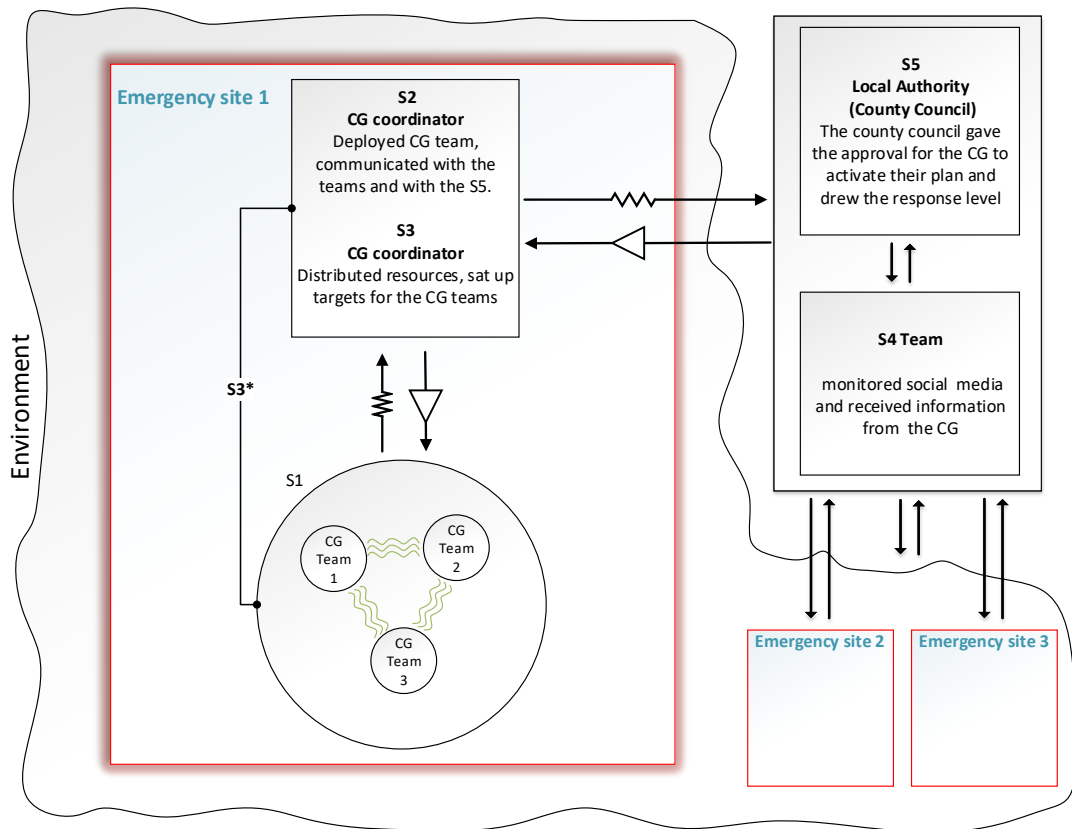 Environment
Emergency site 1
S2
CG coordinator
Deployed CG team,
communicated with the
teams and with the S5.
S3
CG coordinator
Distributed resources, sat up
targets for the CG teams
S3*
S1
CG
Team
1
CG
Team
2
CG
Team
3
S5
Local Authority
(County Council)
The county council gave
the approval for the CG to
activate their plan and
drew the response level
S4 Team
monitored social media
and received information
from the CG
Emergency site 2
Emergency site 3